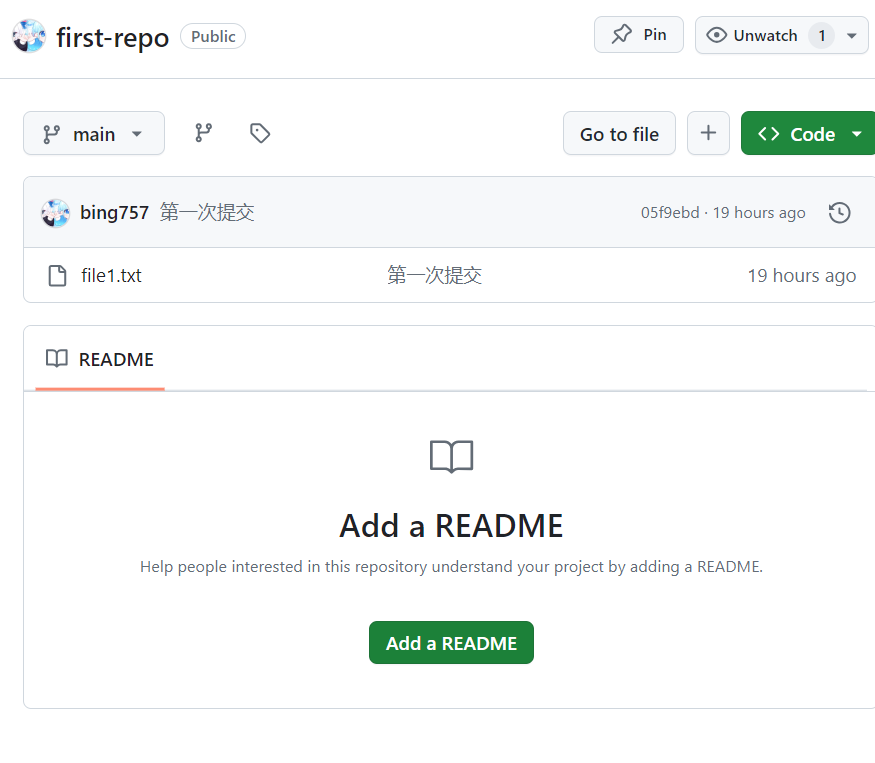 first-repo Public Pin Unwatch 1
main Go to file Code
bing757 第一次提交 05f9ebd · 19 hours ago
file1.txt 第一次提交 19 hours ago
README
Add a README
Help people interested in this repository understand your project by adding a README.
Add a README